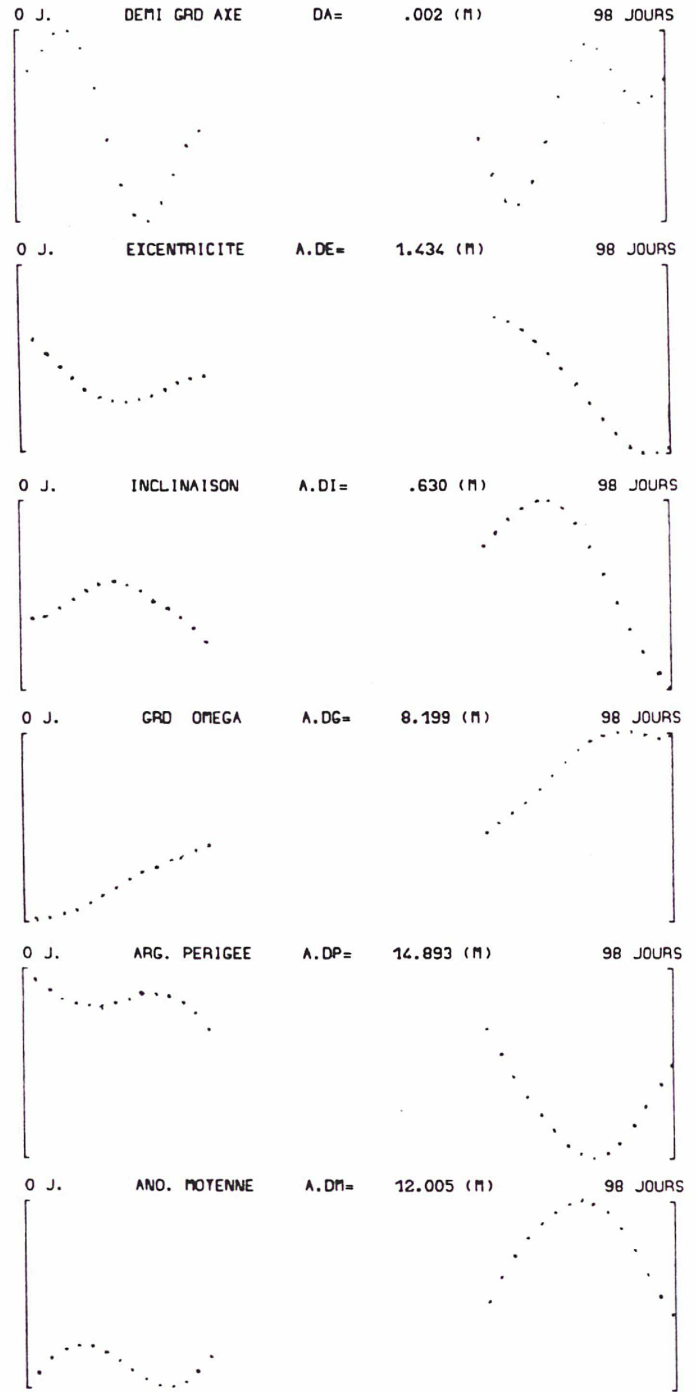 0 J. DEMI GRD AXE DA= .002 (M) 98 JOURS
0 J. EXCENTRICITE A.DE= 1.434 (M) 98 JOURS
0 J. INCLINAISON A.DI= .630 (M) 98 JOURS
0 J. GRD OMEGA A.DG= 8.199 (M) 98 JOURS
0 J. ARG. PERIGEE A.DP= 14.893 (M) 98 JOURS
0 J. ANO. MOYENNE A.DM= 12.005 (M) 98 JOURS